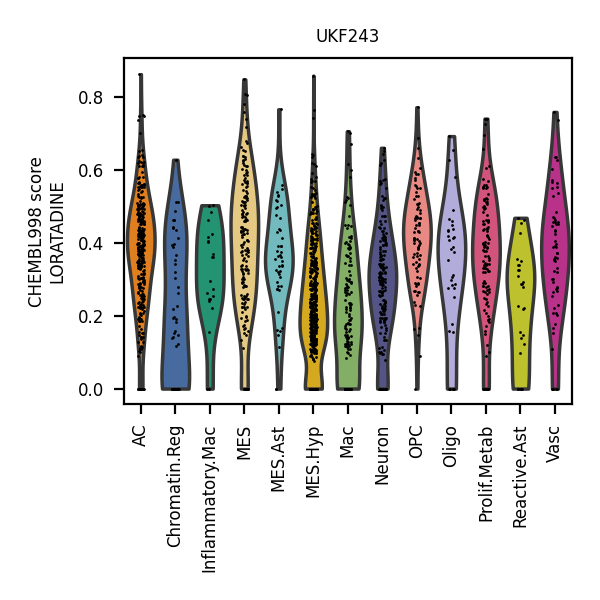 UKF243
CHEMBL998 score
LORATADINE
0.8
0.6
0.4
0.2
0.0
AC
Chromatin.Reg
Inflammatory.Mac
MES
MES.Ast
MES.Hyp
Mac
Neuron
OPC
Oligo
Prolif.Metab
Reactive.Ast
Vasc